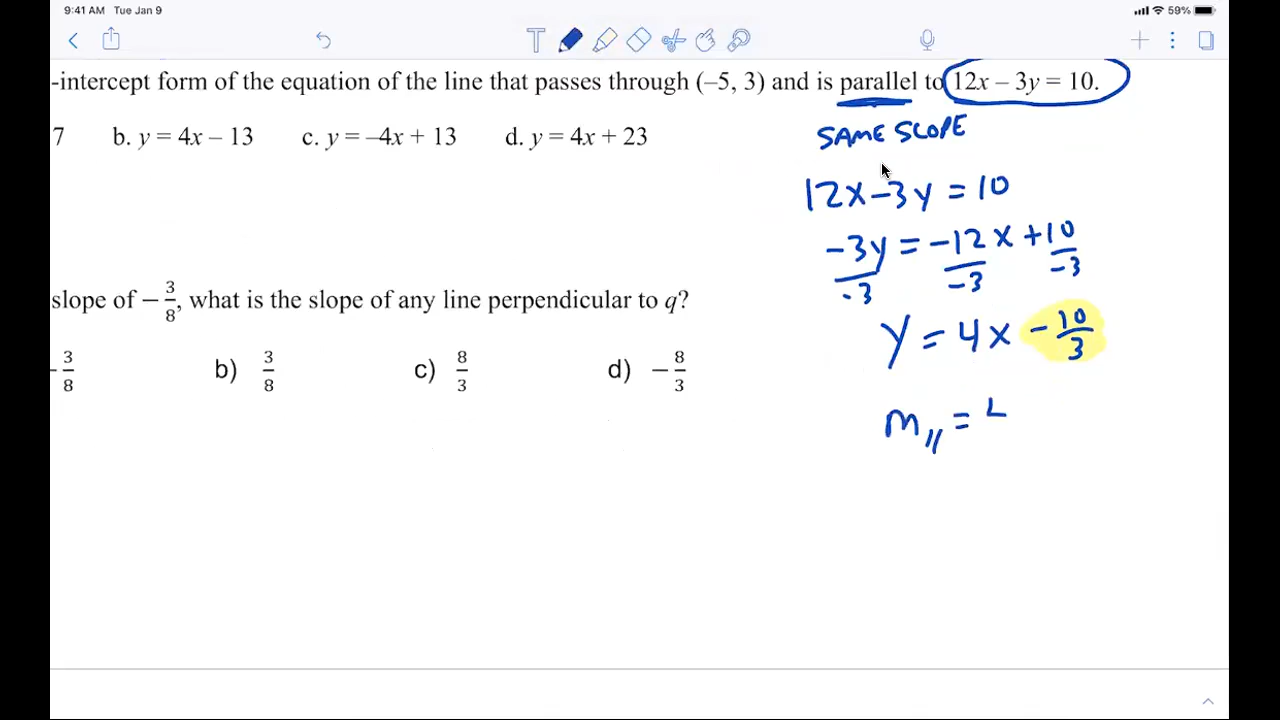 9:41 AM Tue Jan 9
59%
-intercept form of the equation of the line that passes through (–5, 3) and is parallel to 12x – 3y = 10.
7 b. y = 4x – 13 c. y = –4x + 13 d. y = 4x + 23
SAME SLOPE
12x-3y = 10
-3y/-3 = -12x/-3 + 10/-3
slope of – 3/8, what is the slope of any line perpendicular to q?
y = 4x - 10/3
- 3/8 b) 3/8 c) 8/3 d) – 8/3
m // =